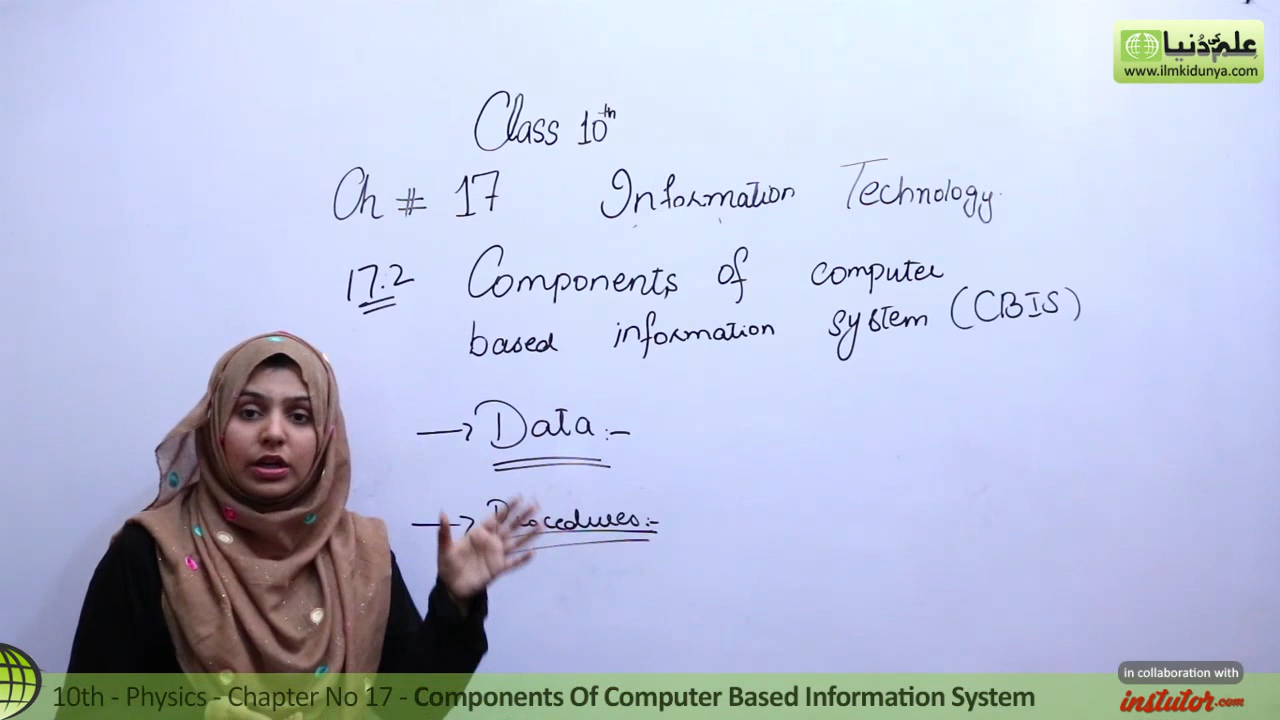 علم کی دُنیا
www.ilmkidunya.com
Class 10th
Ch # 17 Information Technology
17.2 Components of computer
based information system (CBIS)
→ Data :-
→ Procedures :-
in collaboration with
instutor.com
10th - Physics - Chapter No 17 - Components Of Computer Based Information System